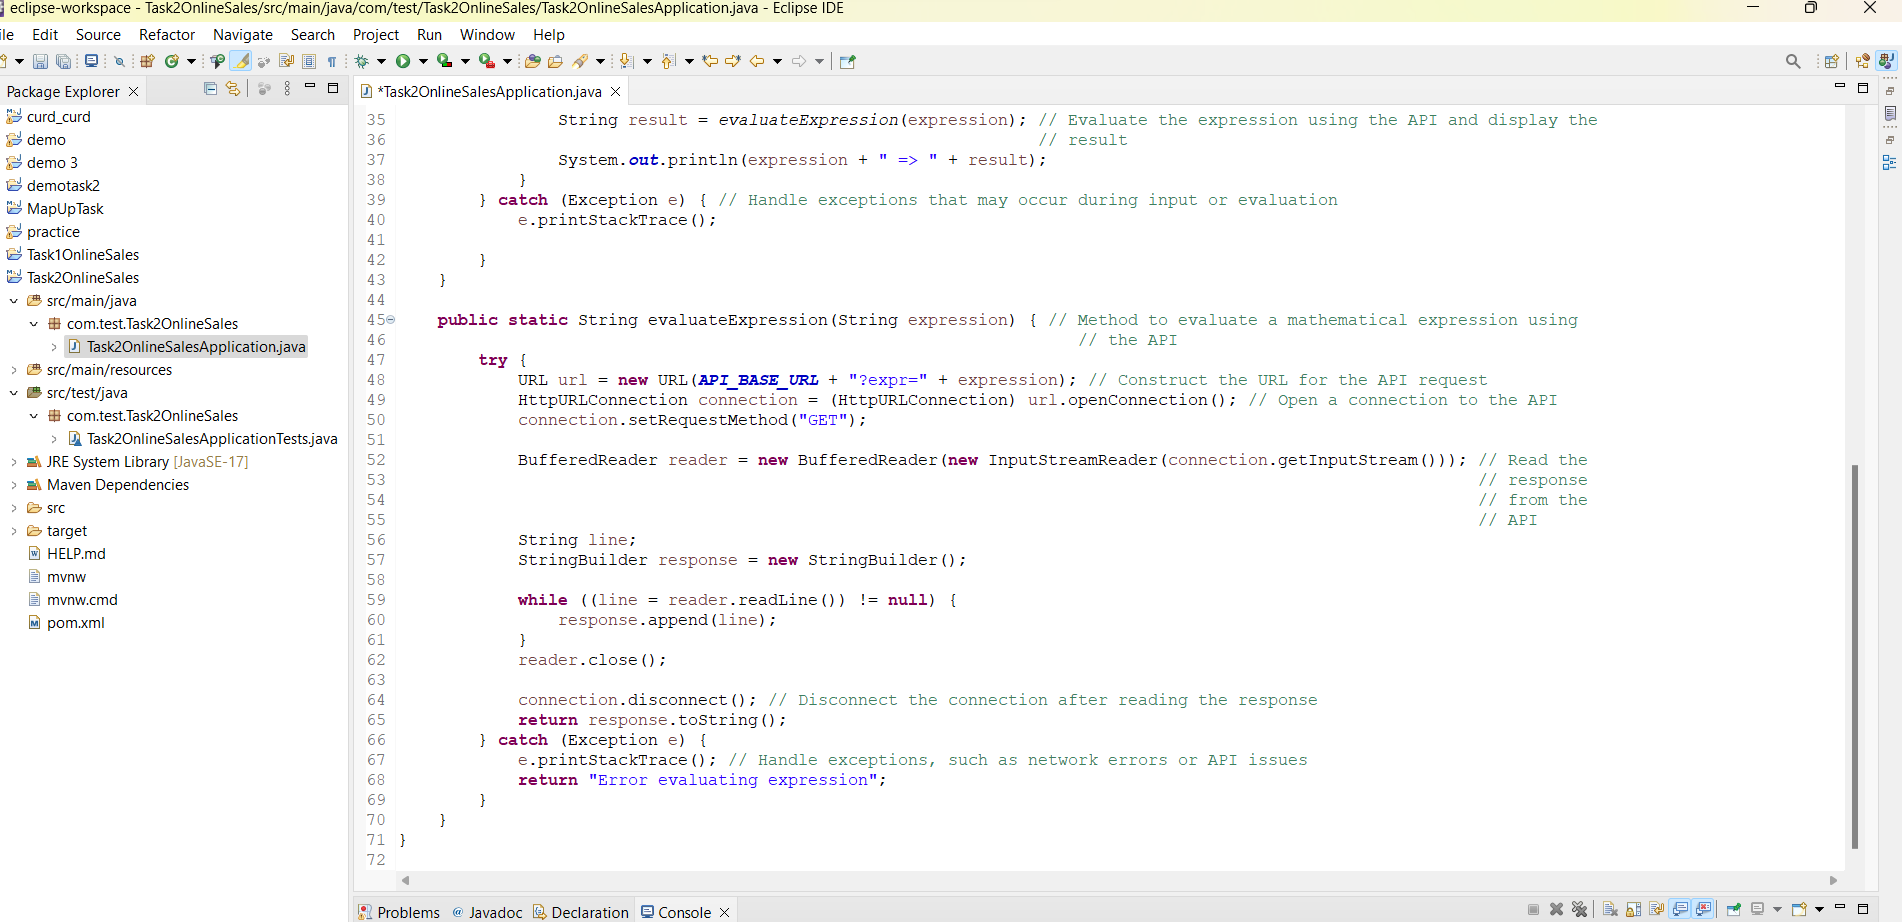 eclipse-workspace - Task2OnlineSales/src/main/java/com/test/Task2OnlineSales/Task2OnlineSalesApplication.java - Eclipse IDE
ile Edit Source Refactor Navigate Search Project Run Window Help
Package Explorer
curd_curd
demo
demo 3
demotask2
MapUpTask
practice
Task1OnlineSales
Task2OnlineSales
src/main/java
com.test.Task2OnlineSales
Task2OnlineSalesApplication.java
src/main/resources
src/test/java
com.test.Task2OnlineSales
Task2OnlineSalesApplicationTests.java
JRE System Library [JavaSE-17]
Maven Dependencies
src
target
HELP.md
mvnw
mvnw.cmd
pom.xml
*Task2OnlineSalesApplication.java
35 String result = evaluateExpression(expression); // Evaluate the expression using the API and display the
36 // result
37 System.out.println(expression + " => " + result);
38 }
39 } catch (Exception e) { // Handle exceptions that may occur during input or evaluation
40 e.printStackTrace();
41
42 }
43 }
44
45 public static String evaluateExpression(String expression) { // Method to evaluate a mathematical expression using
46 // the API
47 try {
48 URL url = new URL(API_BASE_URL + "?expr=" + expression); // Construct the URL for the API request
49 HttpURLConnection connection = (HttpURLConnection) url.openConnection(); // Open a connection to the API
50 connection.setRequestMethod("GET");
51
52 BufferedReader reader = new BufferedReader(new InputStreamReader(connection.getInputStream())); // Read the
53 // response
54 // from the
55 // API
56 String line;
57 StringBuilder response = new StringBuilder();
58
59 while ((line = reader.readLine()) != null) {
60 response.append(line);
61 }
62 reader.close();
63
64 connection.disconnect(); // Disconnect the connection after reading the response
65 return response.toString();
66 } catch (Exception e) {
67 e.printStackTrace(); // Handle exceptions, such as network errors or API issues
68 return "Error evaluating expression";
69 }
70 }
71 }
72
Problems @ Javadoc Declaration Console